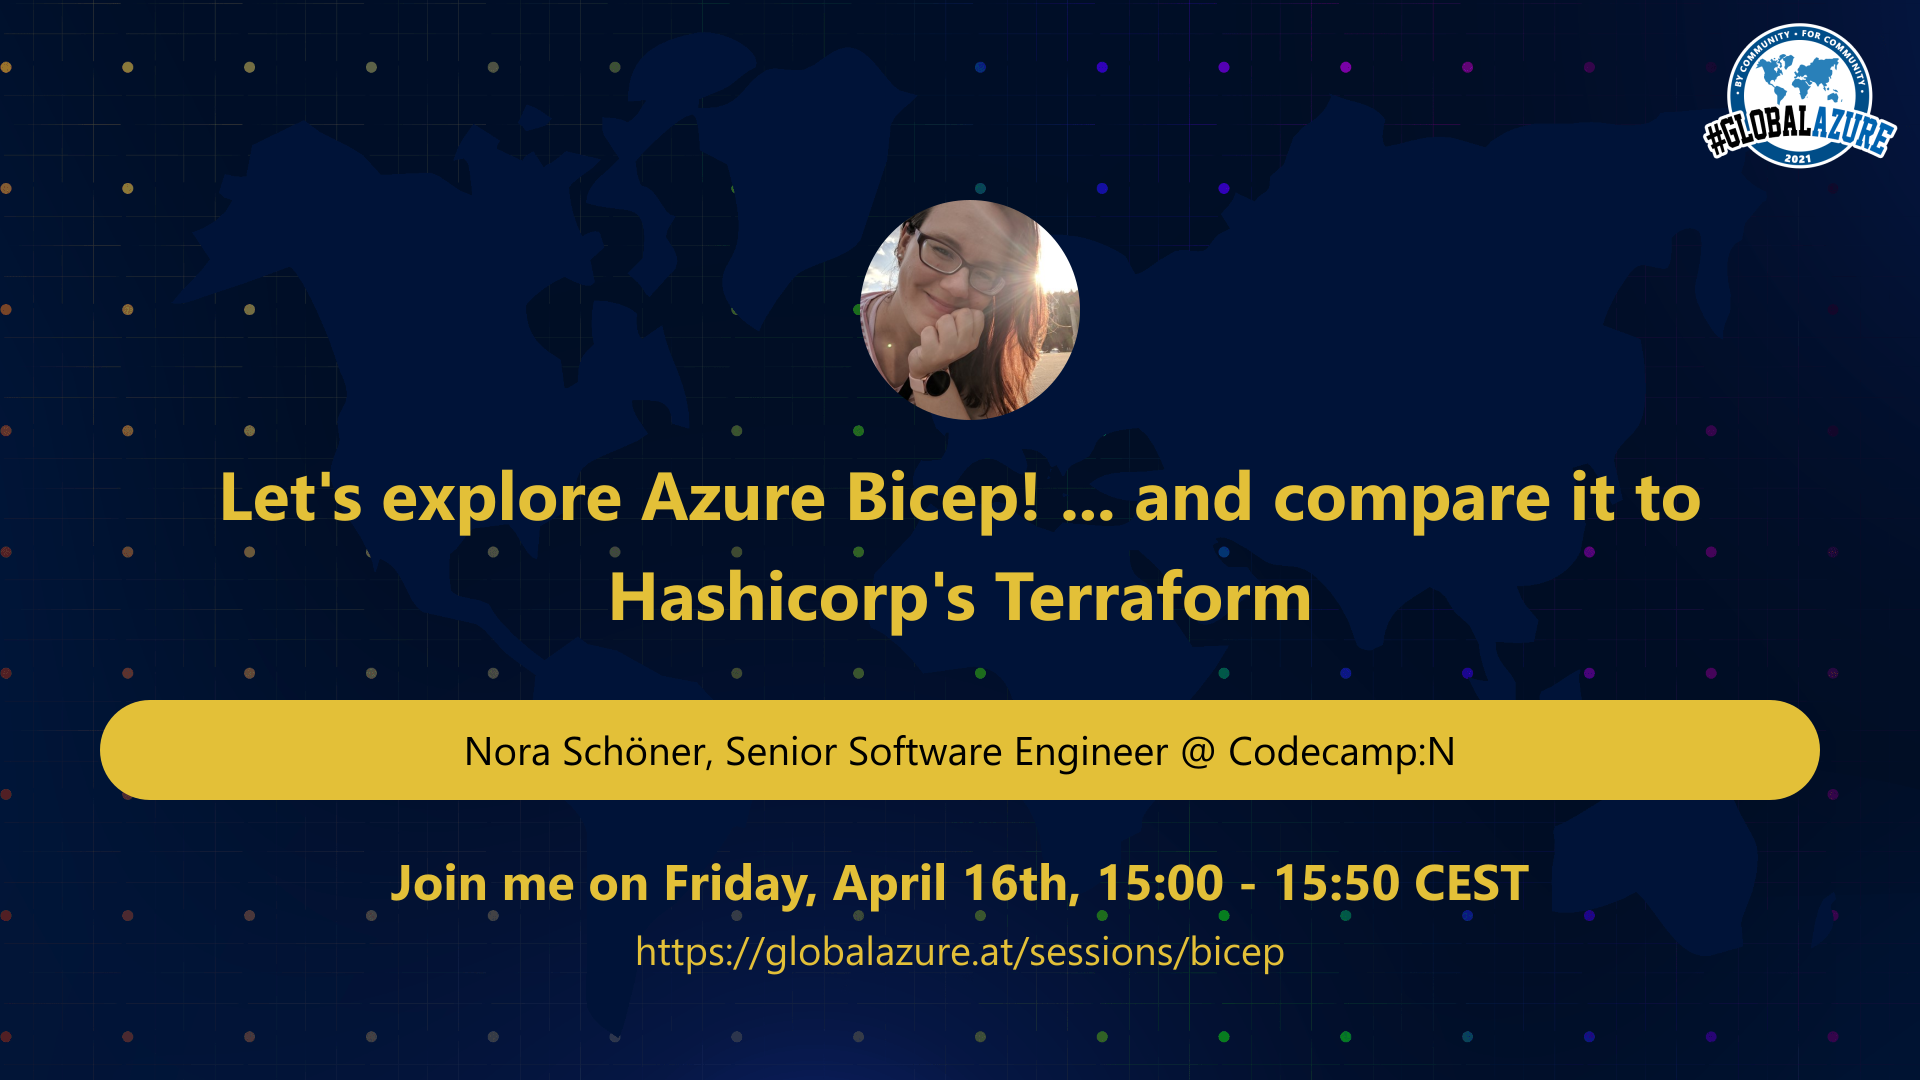 • BY COMMUNITY • FOR COMMUNITY •
#GLOBALAZURE
2021
Let's explore Azure Bicep! ... and compare it to
Hashicorp's Terraform
Nora Schöner, Senior Software Engineer @ Codecamp:N
Join me on Friday, April 16th, 15:00 - 15:50 CEST
https://globalazure.at/sessions/bicep